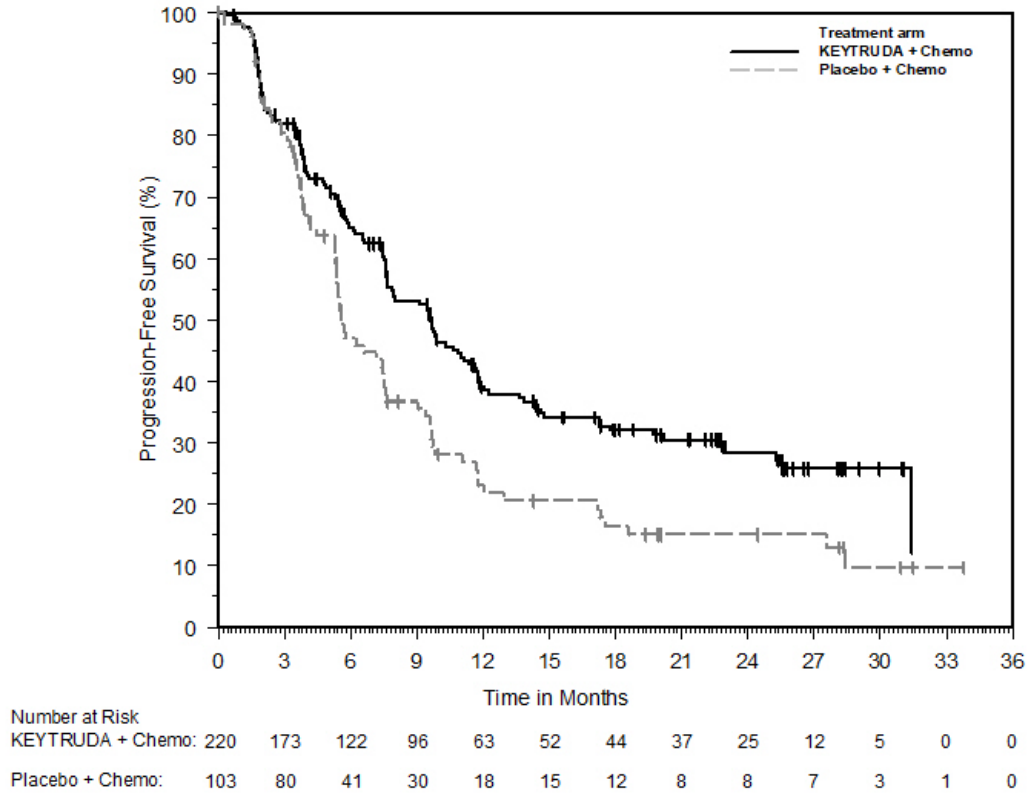 100
90
80
70
60
50
40
30
20
10
0
Progression-Free Survival (%)
Treatment arm
KEYTRUDA + Chemo
Placebo + Chemo
0 3 6 9 12 15 18 21 24 27 30 33 36
Time in Months
Number at Risk
KEYTRUDA + Chemo: 220 173 122 96 63 52 44 37 25 12 5 0 0
Placebo + Chemo: 103 80 41 30 18 15 12 8 8 7 3 1 0